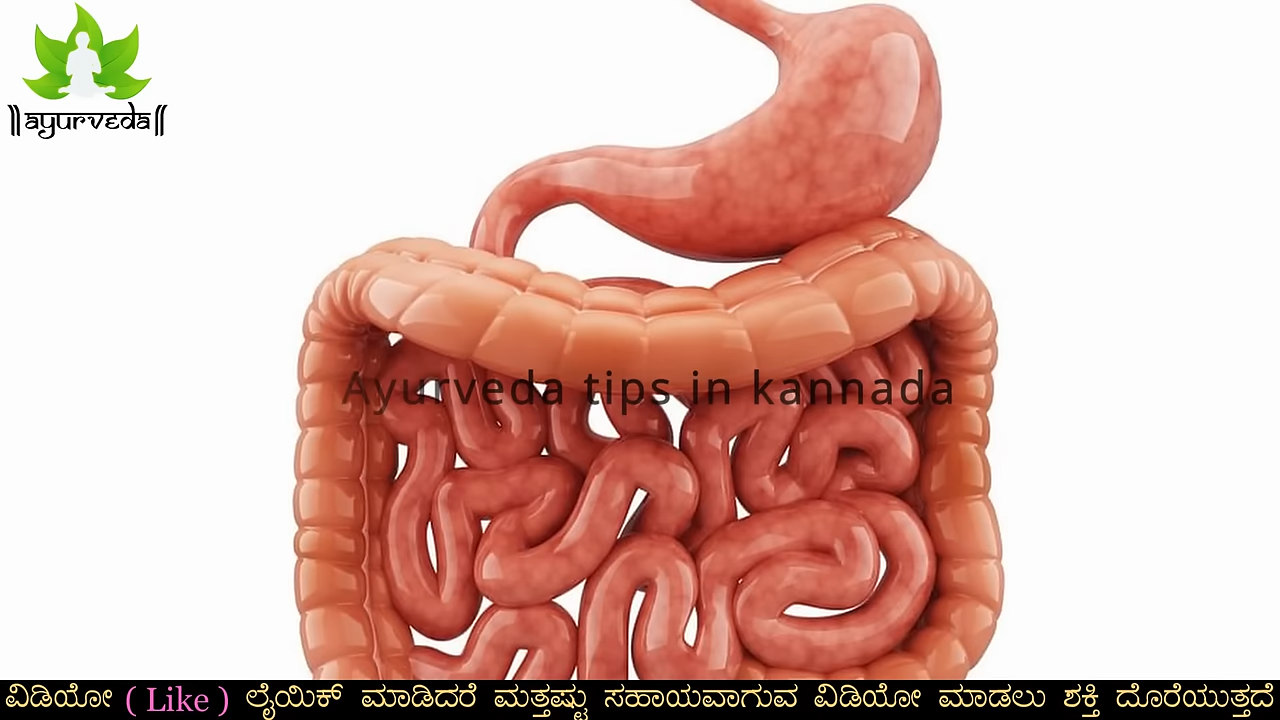 ||ayurveda||
Ayurveda tips in kannada
ವಿಡಿಯೋ ( Like ) ಲೈಯಿಕ್ ಮಾಡಿದರೆ ಮತ್ತಷ್ಟು ಸಹಾಯವಾಗುವ ವಿಡಿಯೋ ಮಾಡಲು ಶಕ್ತಿ ದೊರೆಯುತ್ತದೆ